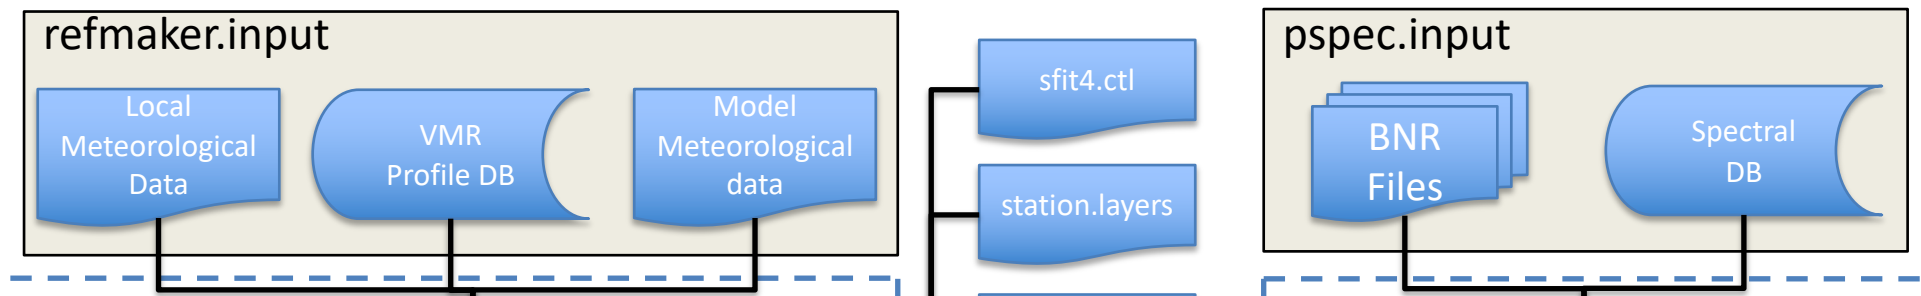 refmaker.input
Local
Meteorological
Data
VMR
Profile DB
Model
Meteorological
data
sfit4.ctl
station.layers
pspec.input
BNR
Files
Spectral
DB